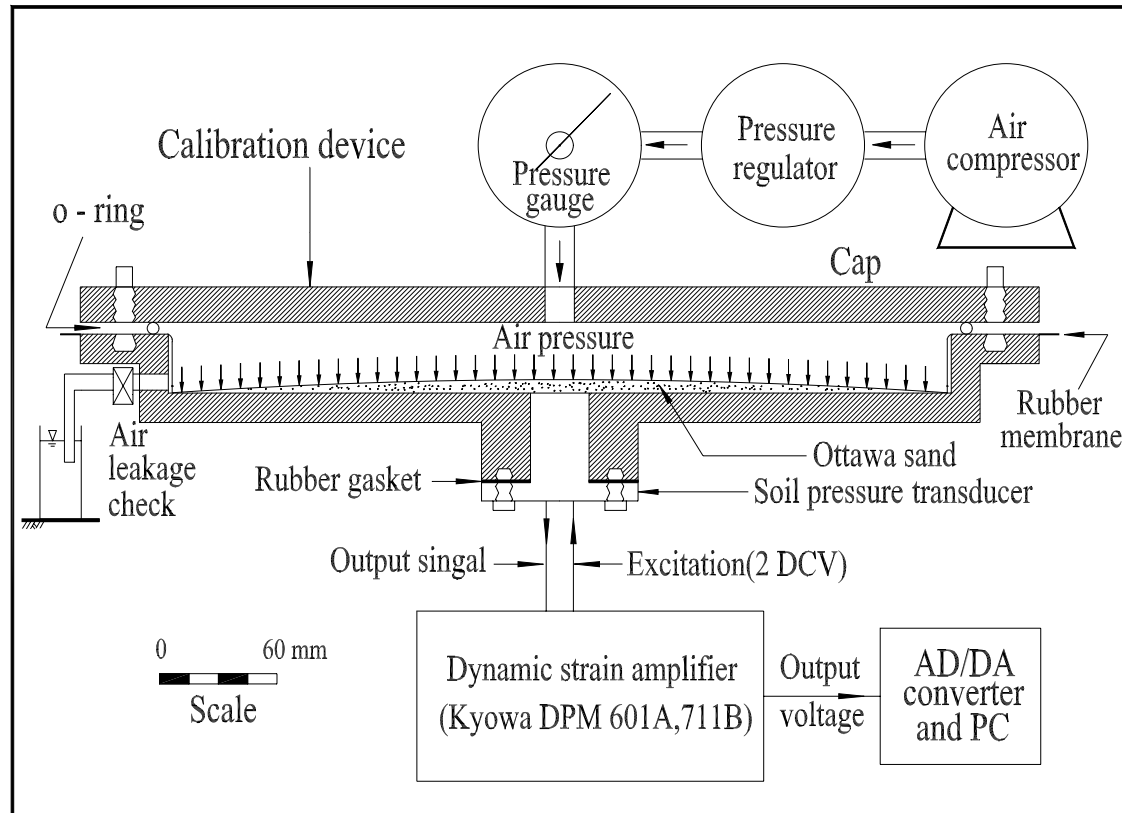 Calibration device
Pressure
gauge
Pressure
regulator
Air
compressor
o - ring
Cap
Air pressure
Air
leakage
check
Rubber
membrane
Ottawa sand
Rubber gasket
Soil pressure transducer
Output singal
Excitation(2 DCV)
0 60 mm
Scale
Dynamic strain amplifier
(Kyowa DPM 601A,711B)
Output
voltage
AD/DA
converter
and PC